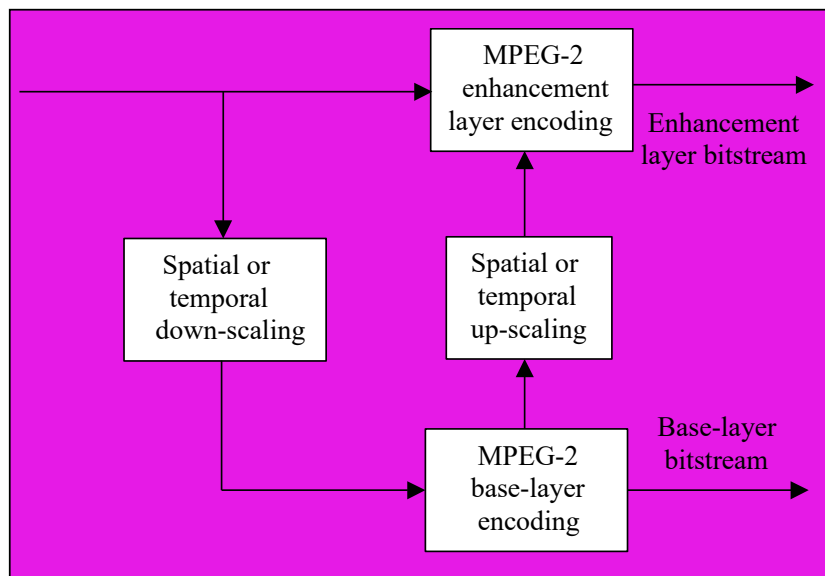 MPEG-2
enhancement
layer encoding
Enhancement
layer bitstream
Spatial or
temporal
down-scaling
Spatial or
temporal
up-scaling
MPEG-2
base-layer
encoding
Base-layer
bitstream